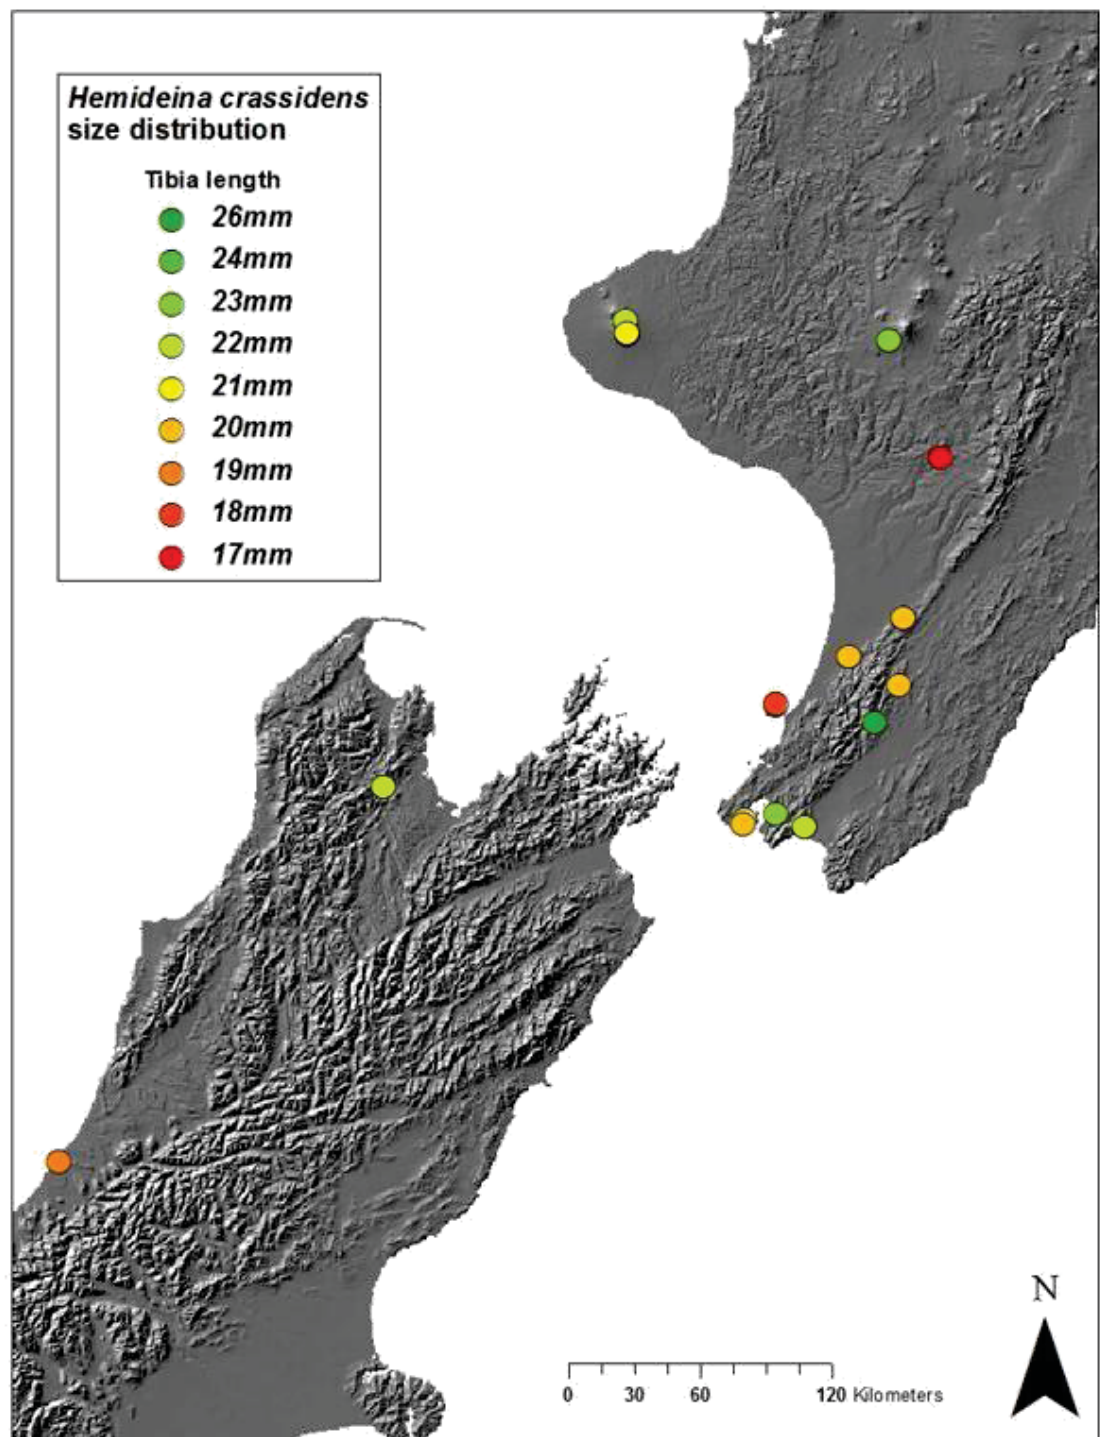 Hemideina crassidens
size distribution
Tibia length
26mm
24mm
23mm
22mm
21mm
20mm
19mm
18mm
17mm
N
0 30 60 120 Kilometers